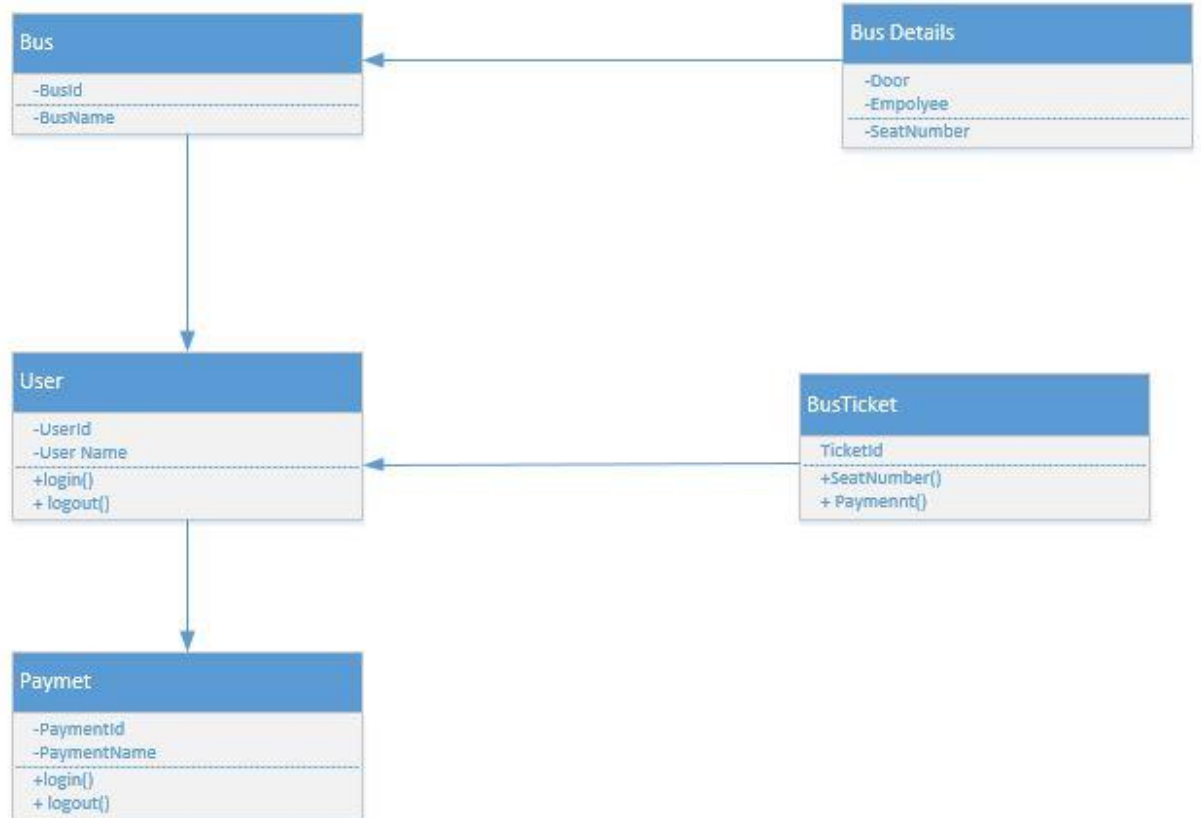 Bus
-BusId
-BusName
Bus Details
-Door
-Empolyee
-SeatNumber
User
-UserId
-User Name
+login()
+ logout()
BusTicket
TicketId
+SeatNumber()
+ Paymennt()
Paymet
-PaymentId
-PaymentName
+login()
+ logout()